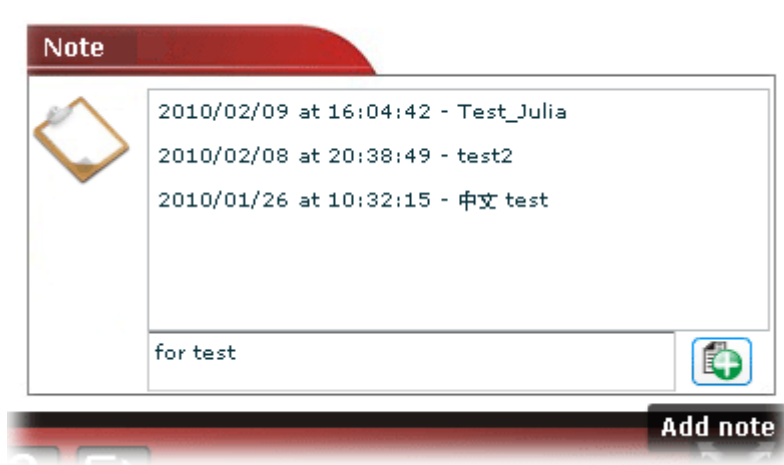 Note
2010/02/09 at 16:04:42 - Test_Julia
2010/02/08 at 20:38:49 - test2
2010/01/26 at 10:32:15 - 中文 test
for test
Add note